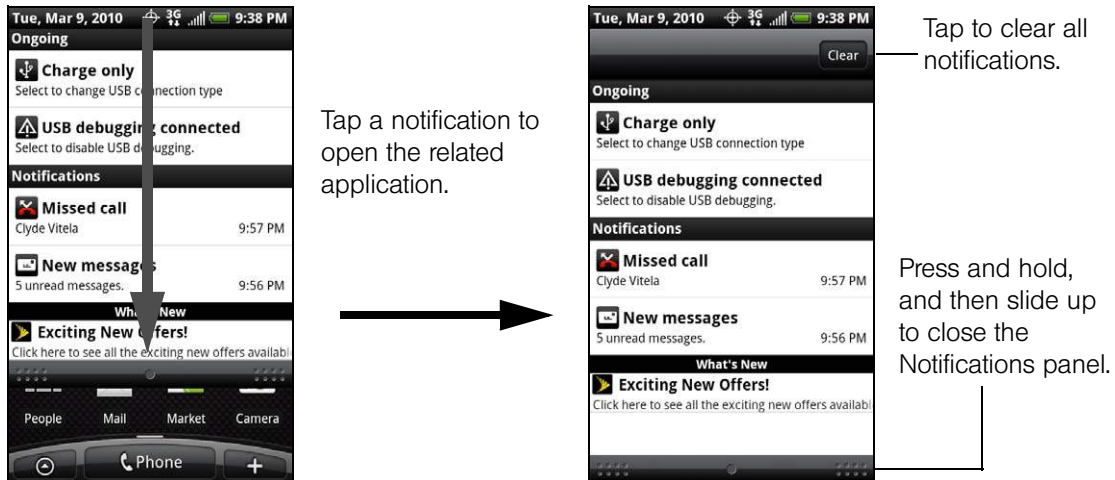 Tue, Mar 9, 2010 3G 9:38 PM
Ongoing
Charge only
Select to change USB connection type
USB debugging connected
Select to disable USB debugging.
Notifications
Missed call
Clyde Vitela 9:57 PM
New messages
5 unread messages. 9:56 PM
What's New
Exciting New Offers!
Click here to see all the exciting new offers availabl
People Mail Market Camera
Phone
Tap a notification to
open the related
application.
Tue, Mar 9, 2010 3G 9:38 PM
Clear
Ongoing
Charge only
Select to change USB connection type
USB debugging connected
Select to disable USB debugging.
Notifications
Missed call
Clyde Vitela 9:57 PM
New messages
5 unread messages. 9:56 PM
What's New
Exciting New Offers!
Click here to see all the exciting new offers availabl
Tap to clear all
notifications.
Press and hold,
and then slide up
to close the
Notifications panel.